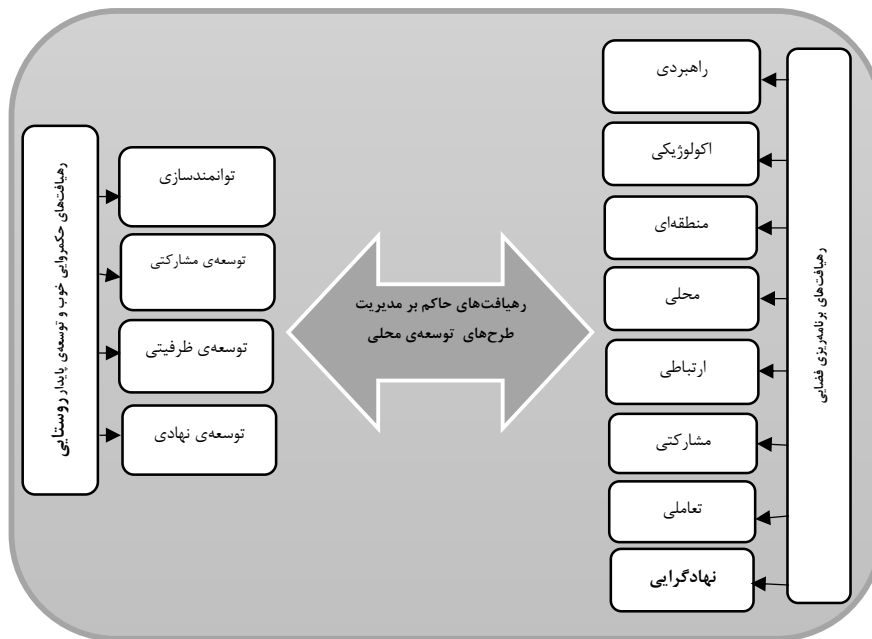 رهیافت‌های برنامه‌ریزی فضایی
راهبردی
اکولوژیکی
منطقه‌ای
محلی
ارتباطی
مشارکتی
تعاملی
نهادگرایی
رهیافت‌های حاکم بر مدیریت
طرح‌های توسعه‌ی محلی
توانمندسازی
توسعه‌ی مشارکتی
توسعه‌ی ظرفیتی
توسعه‌ی نهادی
رهیافت‌های حکمروایی خوب و توسعه‌ی پایدار روستایی